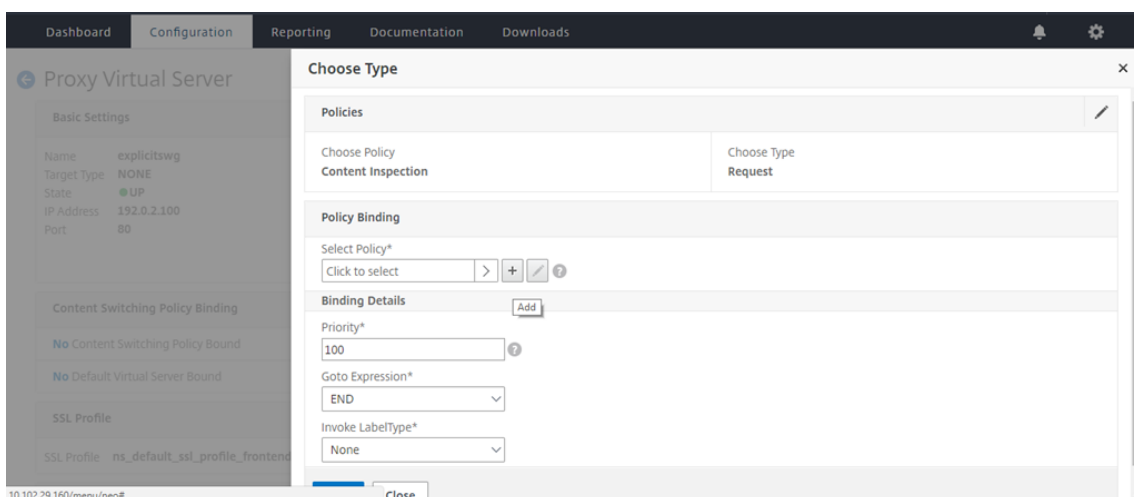 Dashboard Configuration Reporting Documentation Downloads
Proxy Virtual Server
Basic Settings
Name explicitswg
Target Type NONE
State UP
IP Address 192.0.2.100
Port 80
Content Switching Policy Binding
No Content Switching Policy Bound
No Default Virtual Server Bound
SSL Profile
SSL Profile ns_default_ssl_profile_frontend
Choose Type
Policies
Choose Policy
Content Inspection
Choose Type
Request
Policy Binding
Select Policy*
Click to select
Add
Binding Details
Priority*
100
Goto Expression*
END
Invoke LabelType*
None
Close
10.102.29.160/menu/neo#